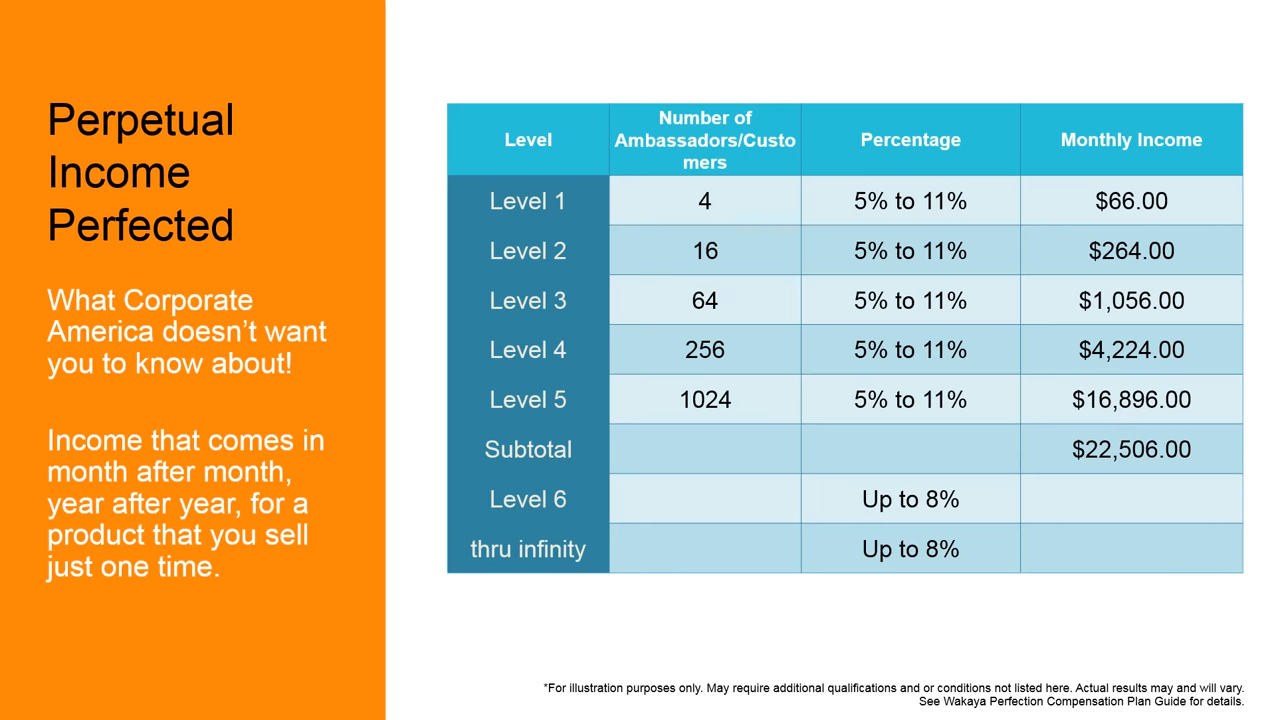 Perpetual
Income
Perfected
What Corporate
America doesn’t want
you to know about!
Income that comes in
month after month,
year after year, for a
product that you sell
just one time.
Level Number of Ambassadors/Customers Percentage Monthly Income
Level 1 4 5% to 11% $66.00
Level 2 16 5% to 11% $264.00
Level 3 64 5% to 11% $1,056.00
Level 4 256 5% to 11% $4,224.00
Level 5 1024 5% to 11% $16,896.00
Subtotal $22,506.00
Level 6 Up to 8%
thru infinity Up to 8%
*For illustration purposes only. May require additional qualifications and or conditions not listed here. Actual results may and will vary.
See Wakaya Perfection Compensation Plan Guide for details.